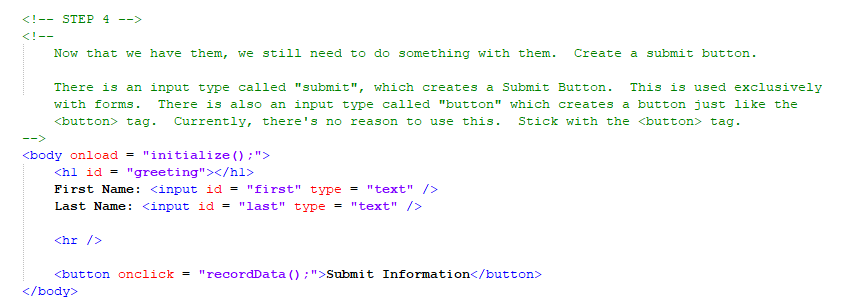 <!-- STEP 4 -->
<!--
Now that we have them, we still need to do something with them.  Create a submit button.
There is an input type called "submit", which creates a Submit Button.  This is used exclusively
with forms.  There is also an input type called "button" which creates a button just like the
<button> tag.  Currently, there's no reason to use this.  Stick with the <button> tag.
-->
<body onload = "initialize();">
<h1 id = "greeting"></h1>
First Name: <input id = "first" type = "text" />
Last Name: <input id = "last" type = "text" />
<hr />
<button onclick = "recordData();">Submit Information</button>
</body>